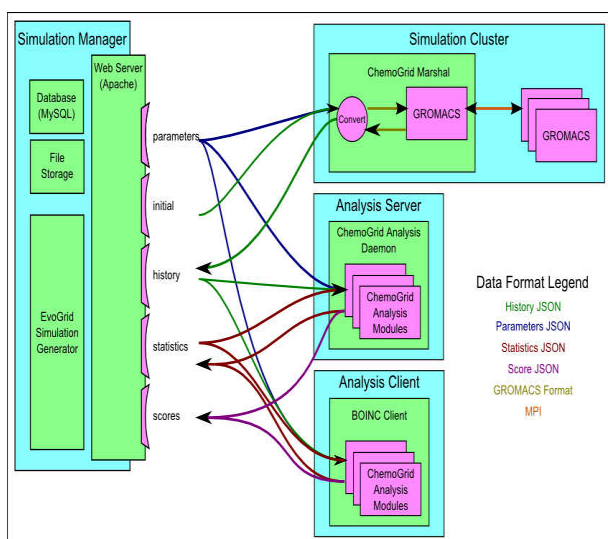 Simulation Manager
Database
(MySQL)
File
Storage
EvoGrid
Simulation
Generator
Web Server
(Apache)
parameters
initial
history
statistics
scores
Simulation Cluster
ChemoGrid Marshal
Convert
GROMACS
GROMACS
Analysis Server
ChemoGrid Analysis
Daemon
ChemoGrid
Analysis
Modules
Analysis Client
BOINC Client
ChemoGrid
Analysis
Modules
Data Format Legend
History JSON
Parameters JSON
Statistics JSON
Score JSON
GROMACS Format
MPI